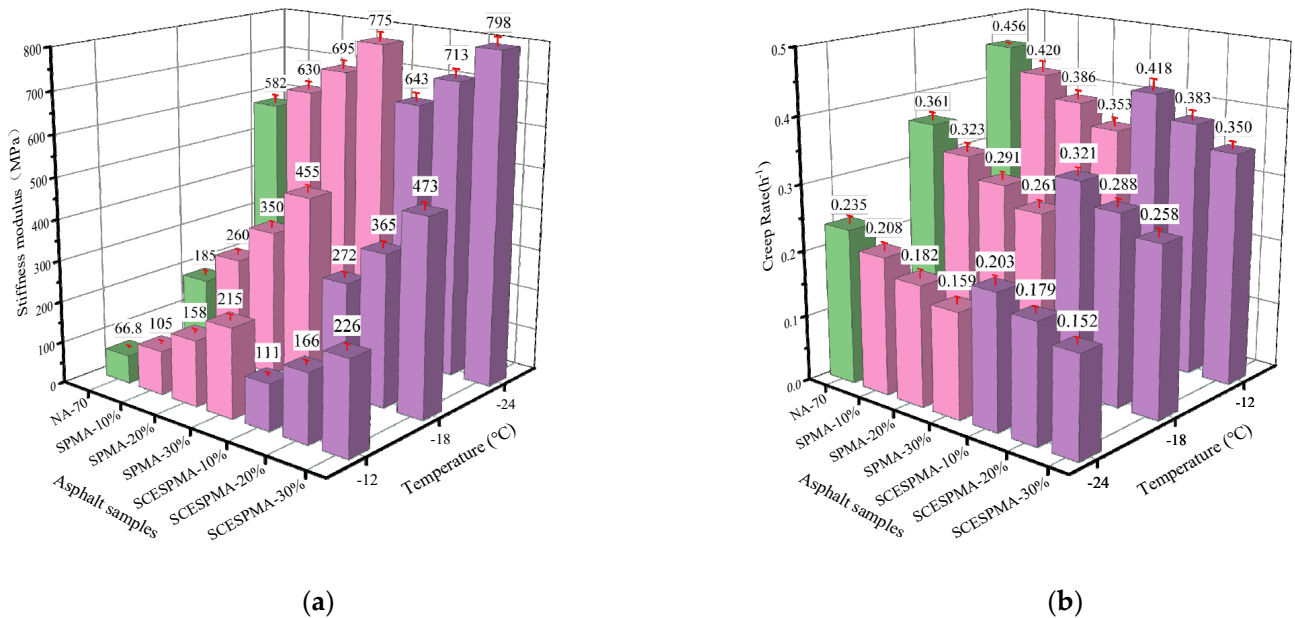 800
700
600
500
400
300
200
100
0
Stiffness modulus（MPa）
582
630
695
775
643
713
798
185
260
350
455
272
365
473
66.8
105
158
215
111
166
226
NA-70
SPMA-10%
SPMA-20%
SPMA-30%
SCESPMA-10%
SCESPMA-20%
SCESPMA-30%
Asphalt samples
-12
-18
-24
Temperature (°C)
(a)
0.5
0.4
0.3
0.2
0.1
0.0
Creep Rate(h⁻¹)
0.456
0.420
0.386
0.353
0.418
0.383
0.350
0.361
0.323
0.291
0.261
0.321
0.288
0.258
0.235
0.208
0.182
0.159
0.203
0.179
0.152
NA-70
SPMA-10%
SPMA-20%
SPMA-30%
SCESPMA-10%
SCESPMA-20%
SCESPMA-30%
Asphalt samples
-24
-18
-12
Temperature (°C)
(b)